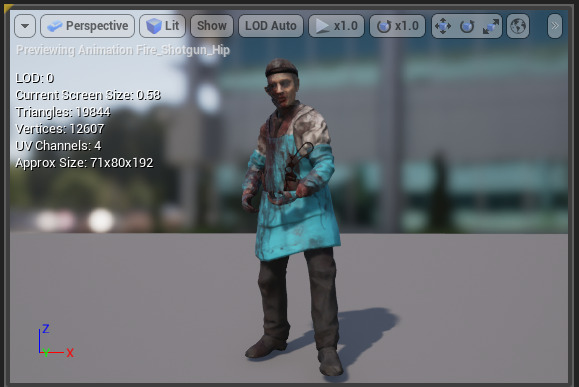 Perspective
Lit
Show
LOD Auto
x1.0
x1.0
Previewing Animation Fire_Shotgun_Hip
LOD: 0
Current Screen Size: 0.58
Triangles: 19844
Vertices: 12607
UV Channels: 4
Approx Size: 71x80x192
Z
Y
X